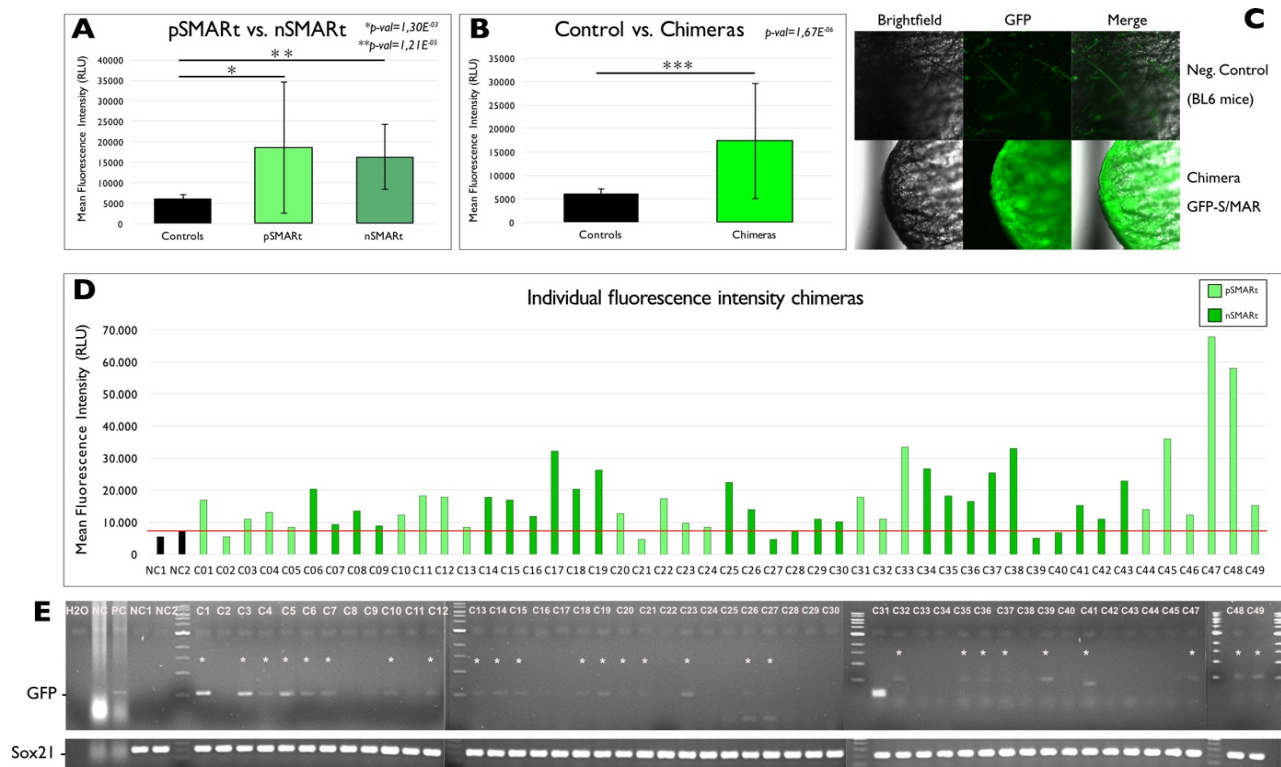 A
pSMARt vs. nSMARt
*p-val=1,30E-03
**p-val=1,21E-05
Mean Fluorescence Intensity (RLU)
40000
35000
30000
25000
20000
15000
10000
5000
0
*
**
Controls
pSMARt
nSMARt
B
Control vs. Chimeras
p-val=1,67E-06
Mean Fluorescence Intensity (RLU)
35000
30000
25000
20000
15000
10000
5000
0
***
Controls
Chimeras
C
Brightfield GFP Merge
Neg. Control
(BL6 mice)
Chimera
GFP-S/MAR
D
Individual fluorescence intensity chimeras
pSMARt
nSMARt
Mean Fluorescence Intensity (RLU)
70.000
60.000
50.000
40.000
30.000
20.000
10.000
0
NC1 NC2 C01 C02 C03 C04 C05 C06 C07 C08 C09 C10 C11 C12 C13 C14 C15 C16 C17 C18 C19 C20 C21 C22 C23 C24 C25 C26 C27 C28 C29 C30 C31 C32 C33 C34 C35 C36 C37 C38 C39 C40 C41 C42 C43 C44 C45 C46 C47 C48 C49
E
H2O NC PC NC1 NC2 C1 C2 C3 C4 C5 C6 C7 C8 C9 C10 C11 C12 C13 C14 C15 C16 C17 C18 C19 C20 C21 C22 C23 C24 C25 C26 C27 C28 C29 C30 C31 C32 C33 C34 C35 C36 C37 C38 C39 C40 C41 C42 C43 C44 C45 C47 C48 C49
* * * * * * * * * * * * * * * * * * * * * * * * * * *
GFP -
Sox21 -